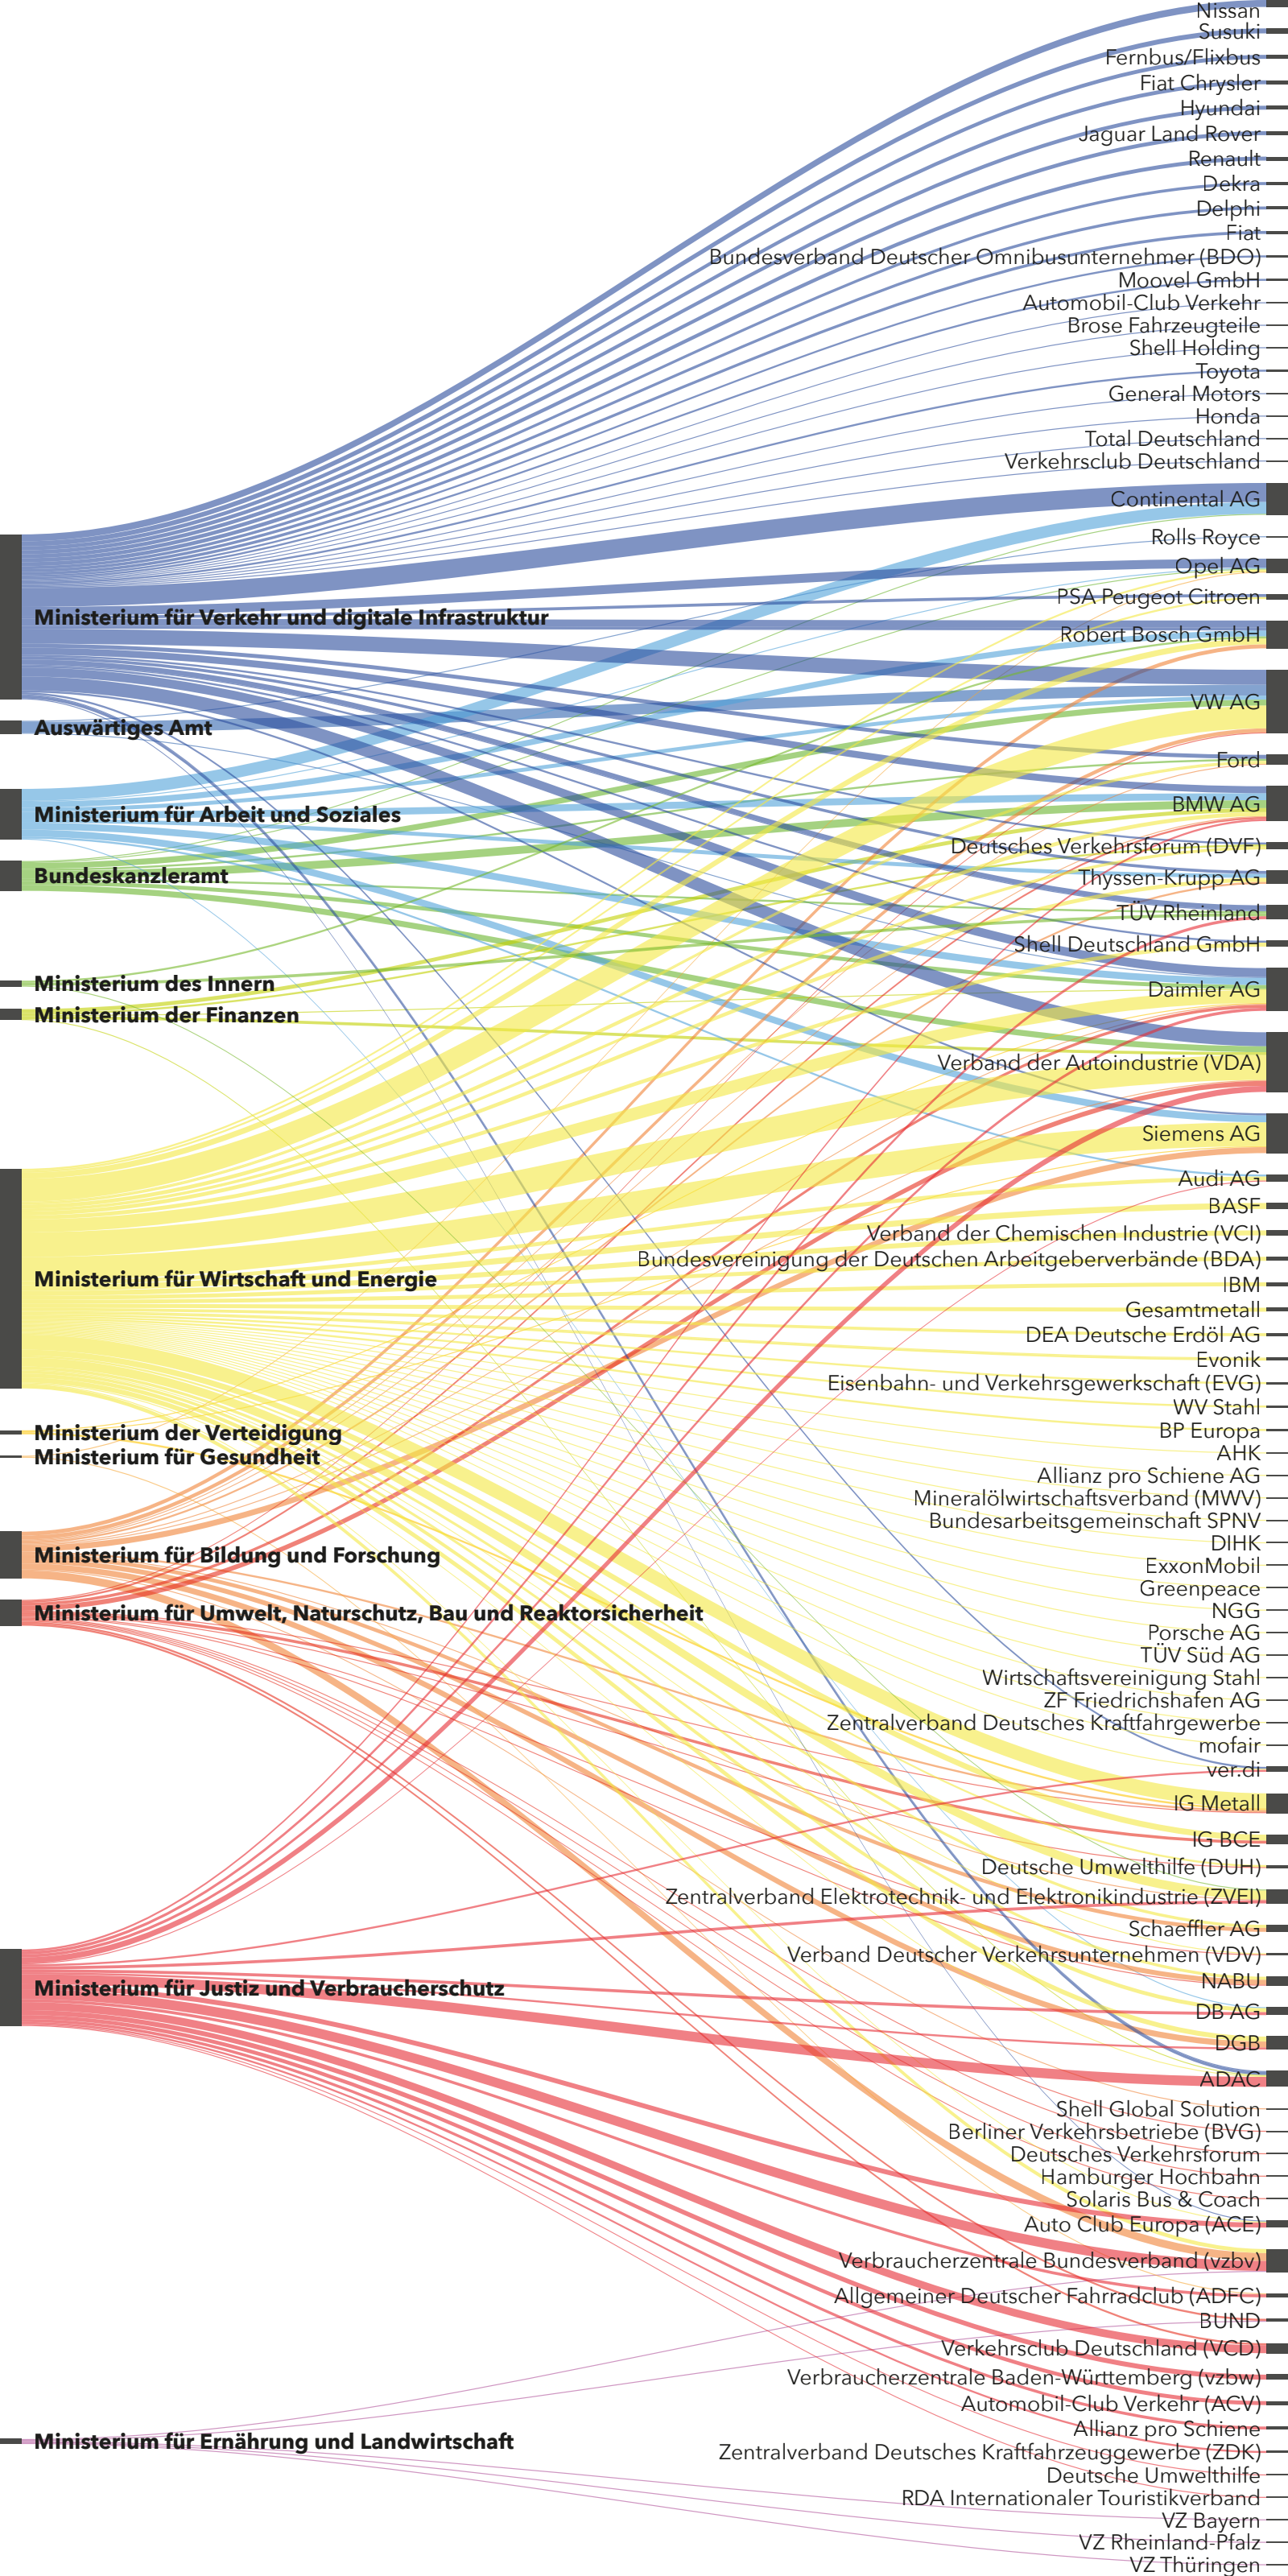 Nissan
Susuki
Fernbus/Flixbus
Fiat Chrysler
Hyundai
Jaguar Land Rover
Renault
Dekra
Delphi
Fiat
Bundesverband Deutscher Omnibusunternehmer (BDO)
Moovel GmbH
Automobil-Club Verkehr
Brose Fahrzeugteile
Shell Holding
Toyota
General Motors
Honda
Total Deutschland
Verkehrsclub Deutschland
Continental AG
Rolls Royce
Opel AG
PSA Peugeot Citroen
Ministerium für Verkehr und digitale Infrastruktur
Robert Bosch GmbH
VW AG
Auswärtiges Amt
Ford
BMW AG
Ministerium für Arbeit und Soziales
Deutsches Verkehrsforum (DVF)
Bundeskanzleramt
Thyssen-Krupp AG
TÜV Rheinland
Shell Deutschland GmbH
Ministerium des Innern
Daimler AG
Ministerium der Finanzen
Verband der Autoindustrie (VDA)
Siemens AG
Audi AG
BASF
Verband der Chemischen Industrie (VCI)
Bundesvereinigung der Deutschen Arbeitgeberverbände (BDA)
Ministerium für Wirtschaft und Energie
IBM
Gesamtmetall
DEA Deutsche Erdöl AG
Evonik
Eisenbahn- und Verkehrsgewerkschaft (EVG)
WV Stahl
BP Europa
Ministerium der Verteidigung
AHK
Ministerium für Gesundheit
Allianz pro Schiene AG
Mineralölwirtschaftsverband (MWV)
Bundesarbeitsgemeinschaft SPNV
DIHK
Ministerium für Bildung und Forschung
ExxonMobil
Greenpeace
NGG
Ministerium für Umwelt, Naturschutz, Bau und Reaktorsicherheit
Porsche AG
TÜV Süd AG
Wirtschaftsvereinigung Stahl
ZF Friedrichshafen AG
Zentralverband Deutsches Kraftfahrgewerbe
mofair
ver.di
IG Metall
IG BCE
Deutsche Umwelthilfe (DUH)
Zentralverband Elektrotechnik- und Elektronikindustrie (ZVEI)
Schaeffler AG
Verband Deutscher Verkehrsunternehmen (VDV)
NABU
Ministerium für Justiz und Verbraucherschutz
DB AG
DGB
ADAC
Shell Global Solution
Berliner Verkehrsbetriebe (BVG)
Deutsches Verkehrsforum
Hamburger Hochbahn
Solaris Bus & Coach
Auto Club Europa (ACE)
Verbraucherzentrale Bundesverband (vzbv)
Allgemeiner Deutscher Fahrradclub (ADFC)
BUND
Verkehrsclub Deutschland (VCD)
Verbraucherzentrale Baden-Württemberg (vzbw)
Automobil-Club Verkehr (ACV)
Allianz pro Schiene
Ministerium für Ernährung und Landwirtschaft
Zentralverband Deutsches Kraftfahrzeuggewerbe (ZDK)
Deutsche Umwelthilfe
RDA Internationaler Touristikverband
VZ Bayern
VZ Rheinland-Pfalz
VZ Thüringen